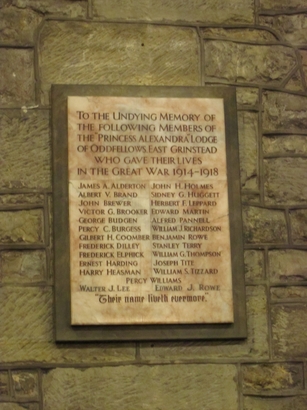 TO THE UNDYING MEMORY OF
THE FOLLOWING MEMBERS OF
THE "PRINCESS ALEXANDRA" LODGE
OF ODDFELLOWS, EAST GRINSTEAD
WHO GAVE THEIR LIVES
IN THE GREAT WAR 1914-1918
JAMES A. ALDERTON JOHN H. HOLMES
ALBERT V. BRAND SIDNEY G. HUGGETT
JOHN BREWER HERBERT F. LEPPARD
VICTOR G. BROOKER EDWARD MARTIN
GEORGE BUDGEN ALFRED PANNELL
PERCY C. BURGESS WILLIAM J. RICHARDSON
GILBERT H. COOMBER BENJAMIN ROWE
FREDERICK DILLEY STANLEY TERRY
FREDERICK ELPHICK WILLIAM G. THOMPSON
ERNEST HARDING JOSEPH TITE
HARRY HEASMAN WILLIAM S. TIZZARD
PERCY WILLIAMS
WALTER J. LEE EDWARD J. ROWE
"Their name liveth evermore."